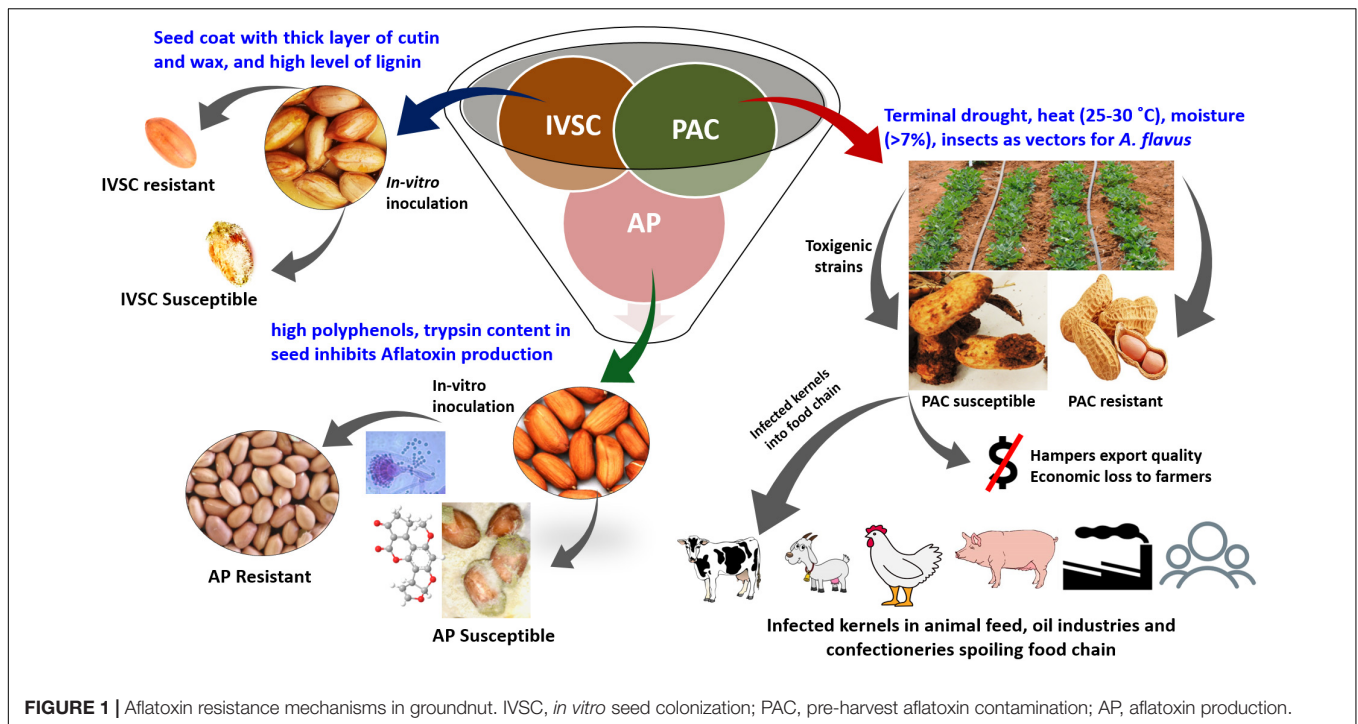 Seed coat with thick layer of cutin
and wax, and high level of lignin
IVSC resistant
In-vitro
inoculation
IVSC Susceptible
IVSC
PAC
AP
Terminal drought, heat (25-30 ˚C), moisture
(>7%), insects as vectors for A. flavus
Toxigenic
strains
PAC susceptible
PAC resistant
high polyphenols, trypsin content in
seed inhibits Aflatoxin production
In-vitro
inoculation
AP Resistant
AP Susceptible
Infected kernels
into food chain
$
Hampers export quality
Economic loss to farmers
Infected kernels in animal feed, oil industries and
confectioneries spoiling food chain
FIGURE 1 | Aflatoxin resistance mechanisms in groundnut. IVSC, in vitro seed colonization; PAC, pre-harvest aflatoxin contamination; AP, aflatoxin production.